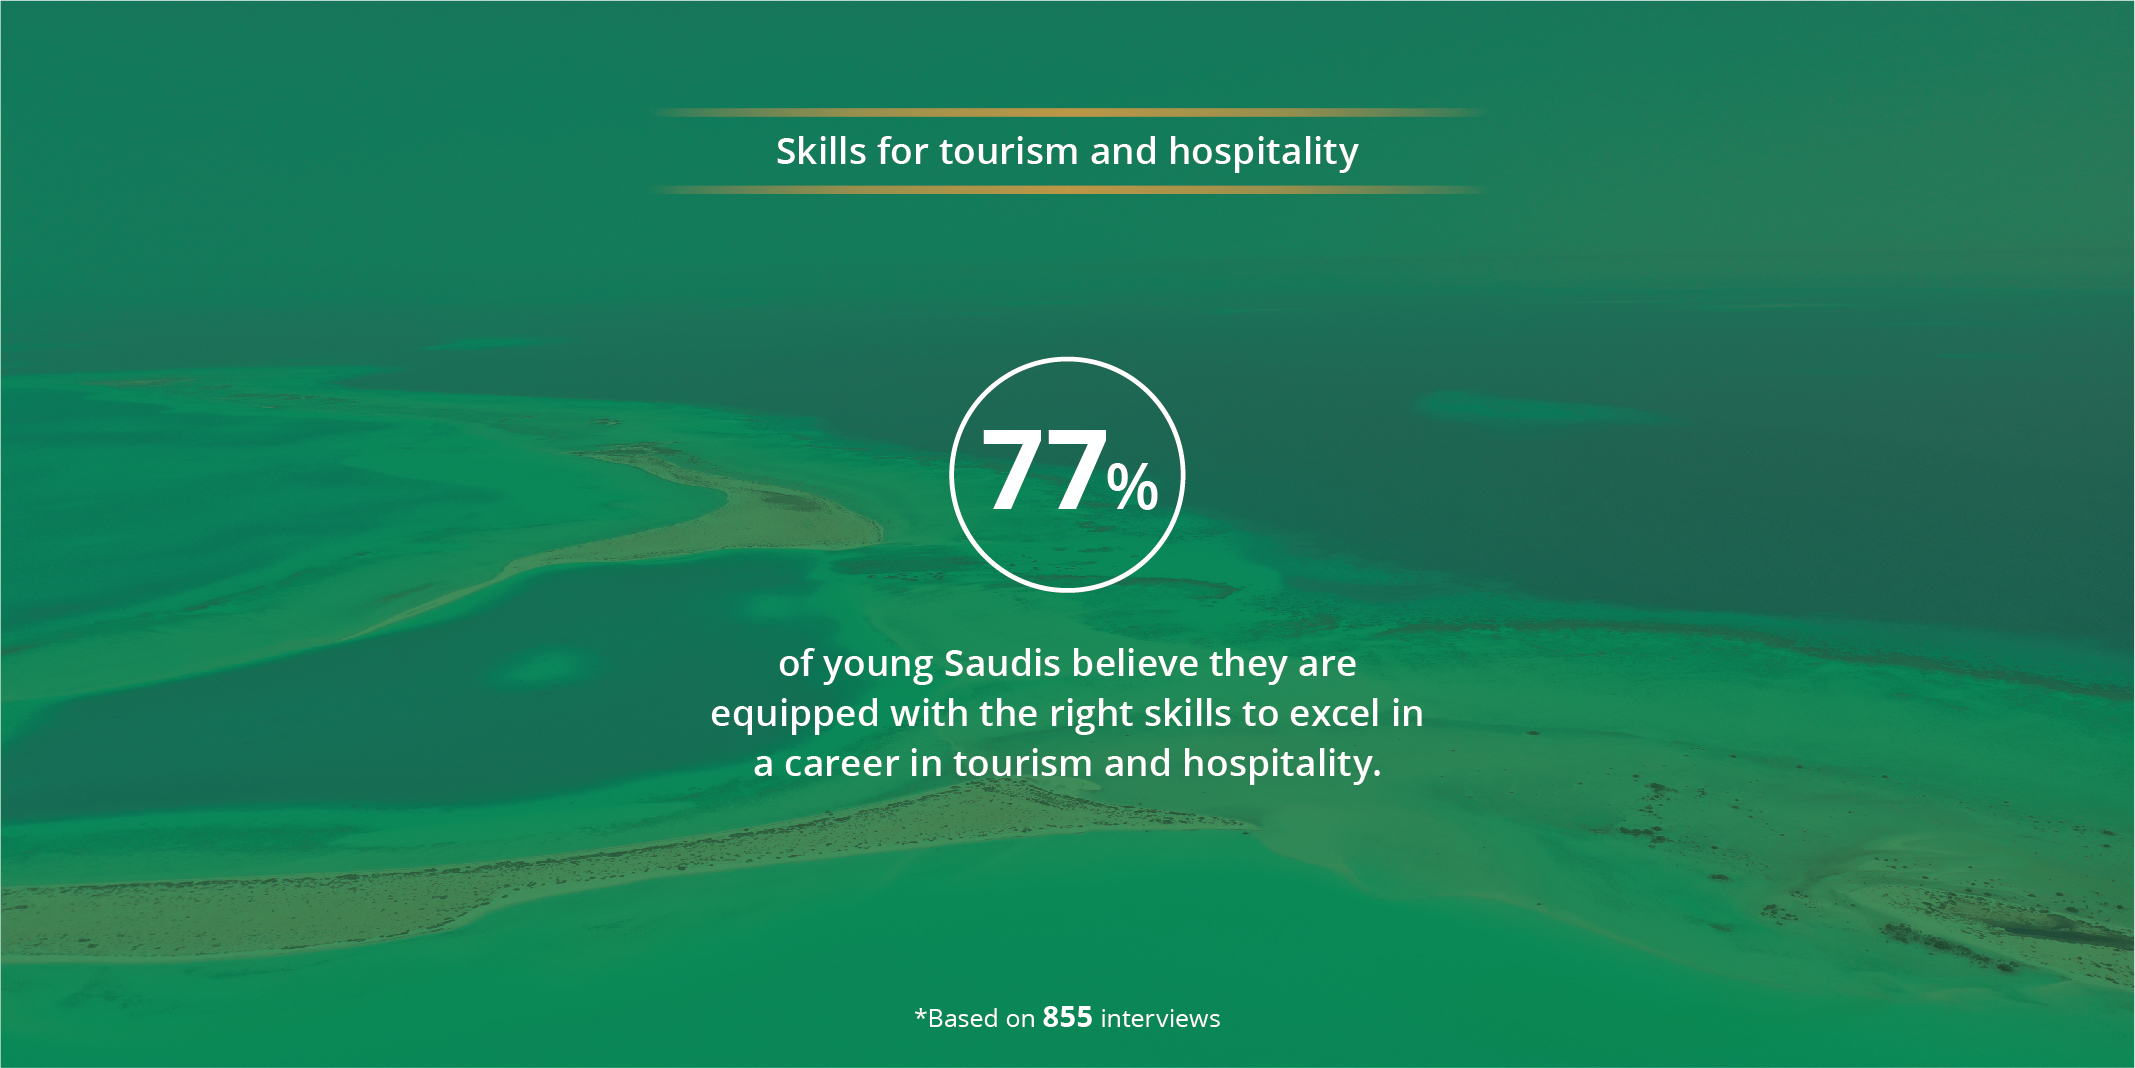 Skills for tourism and hospitality
77%
of young Saudis believe they are
equipped with the right skills to excel in
a career in tourism and hospitality.
*Based on 855 interviews